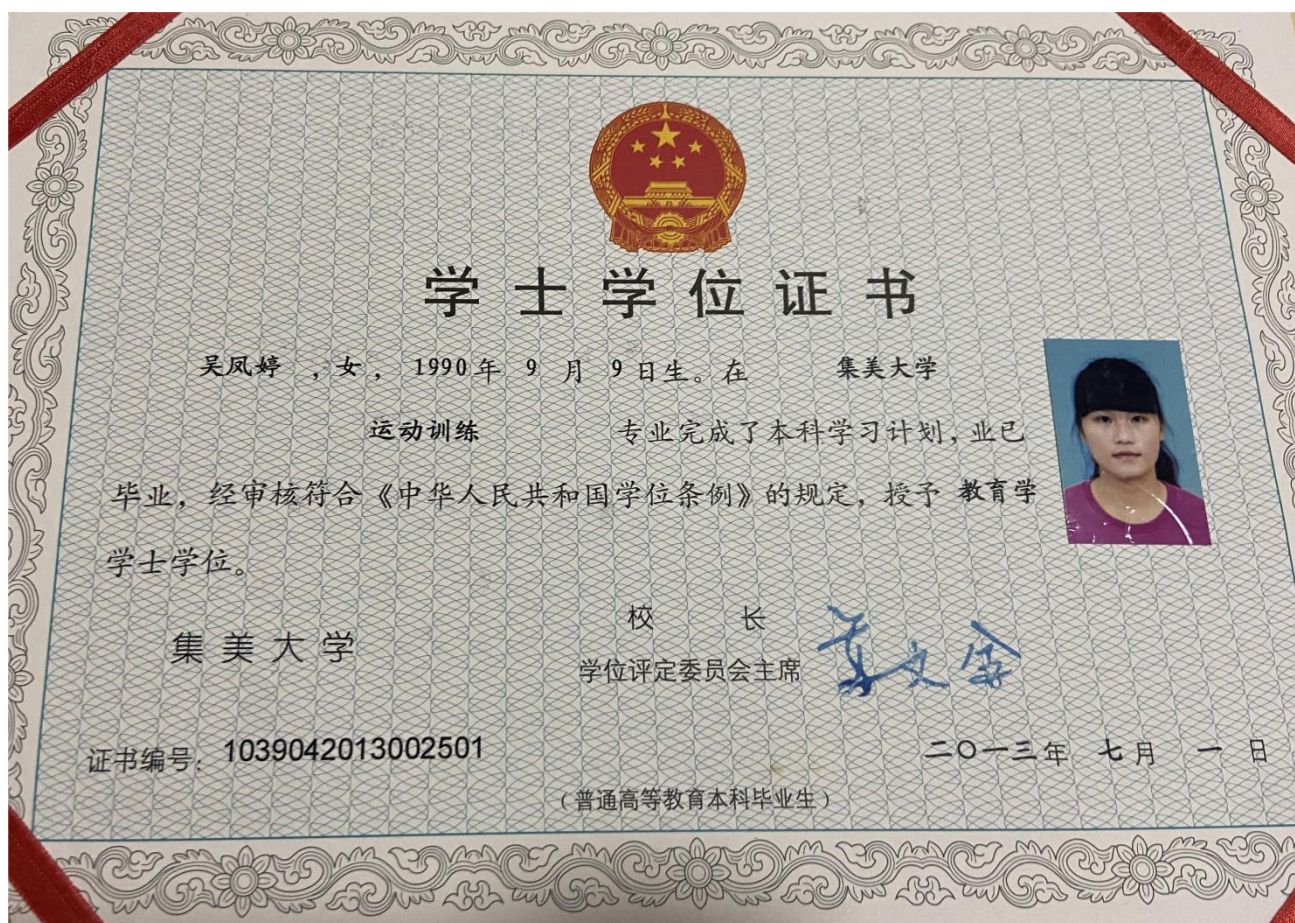 学士学位证书
吴凤婷 ，女， 1990年 9 月 9日生。在 集美大学
运动训练 专业完成了本科学习计划，业已
毕业，经审核符合《中华人民共和国学位条例》的规定，授予 教育学
学士学位。
集美大学
校 长
学位评定委员会主席
证书编号：1039042013002501
二〇一三年 七月 一 日
（普通高等教育本科毕业生）